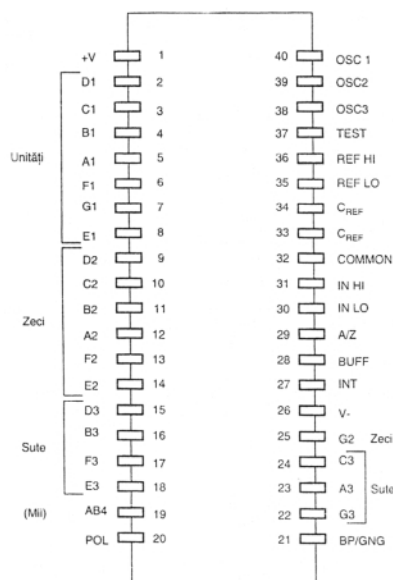 +V 1 40 OSC 1
D1 2 39 OSC2
C1 3 38 OSC3
B1 4 37 TEST
Unități A1 5 36 REF HI
F1 6 35 REF LO
G1 7 34 CREF
E1 8 33 CREF
D2 9 32 COMMON
C2 10 31 IN HI
B2 11 30 IN LO
Zeci A2 12 29 A/Z
F2 13 28 BUFF
E2 14 27 INT
D3 15 26 V-
B3 16 25 G2 Zeci
Sute F3 17 24 C3
E3 18 23 A3 Sute
(Mii) AB4 19 22 G3
POL 20 21 BP/GNG